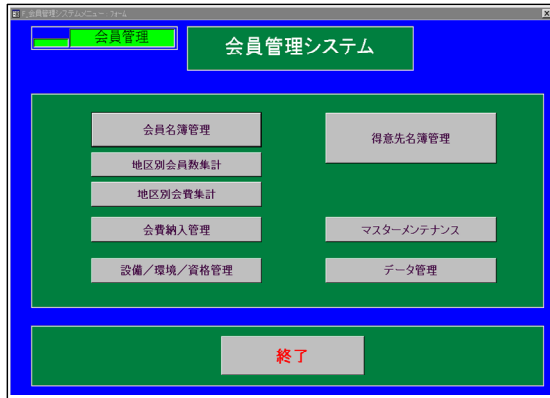 F_会員管理システムメニュー : フォーム
会員管理
会員管理システム
会員名簿管理
得意先名簿管理
地区別会員数集計
地区別会費集計
会費納入管理
マスターメンテナンス
設備／環境／資格管理
データ管理
終了